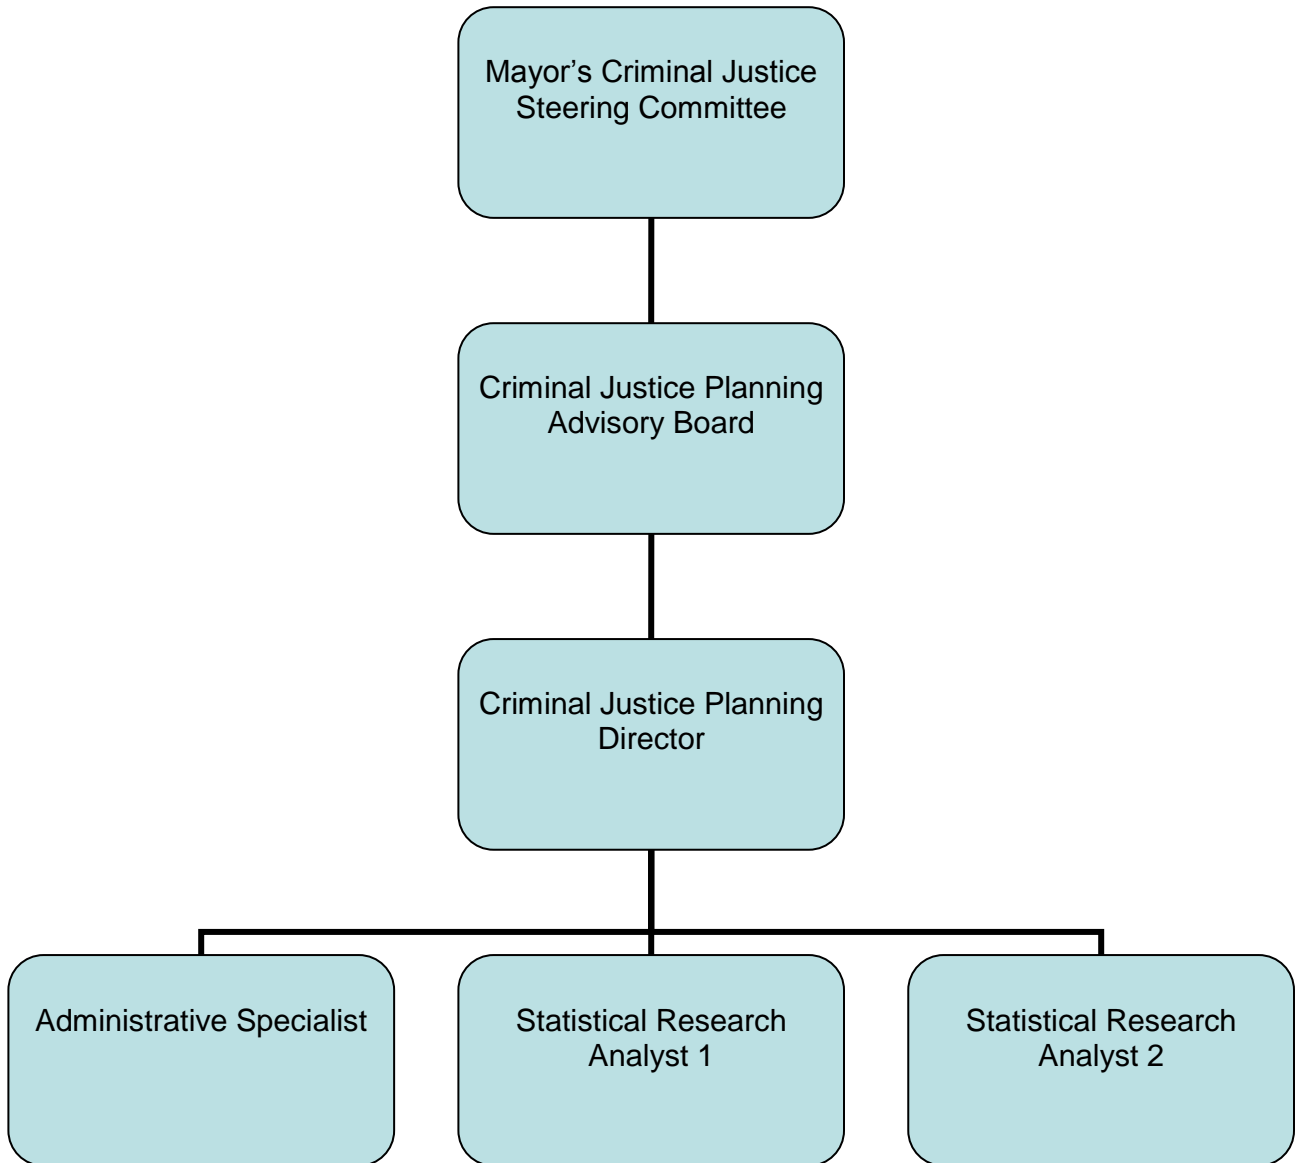 Mayor’s Criminal Justice
Steering Committee
Criminal Justice Planning
Advisory Board
Criminal Justice Planning
Director
Administrative Specialist
Statistical Research
Analyst 1
Statistical Research
Analyst 2